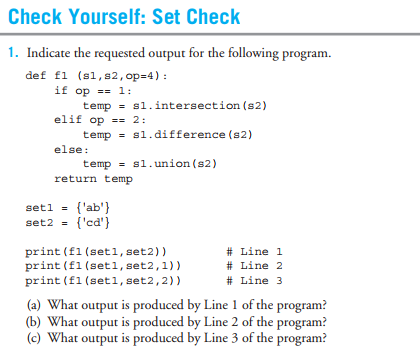 Check Yourself: Set Check
1. Indicate the requested output for the following program.
def f1 (s1,s2,op=4):
    if op == 1:
        temp = s1.intersection(s2)
    elif op == 2:
        temp = s1.difference(s2)
    else:
        temp = s1.union(s2)
    return temp
set1 = {'ab'}
set2 = {'cd'}
print(f1(set1,set2)) # Line 1
print(f1(set1,set2,1)) # Line 2
print(f1(set1,set2,2)) # Line 3
(a) What output is produced by Line 1 of the program?
(b) What output is produced by Line 2 of the program?
(c) What output is produced by Line 3 of the program?